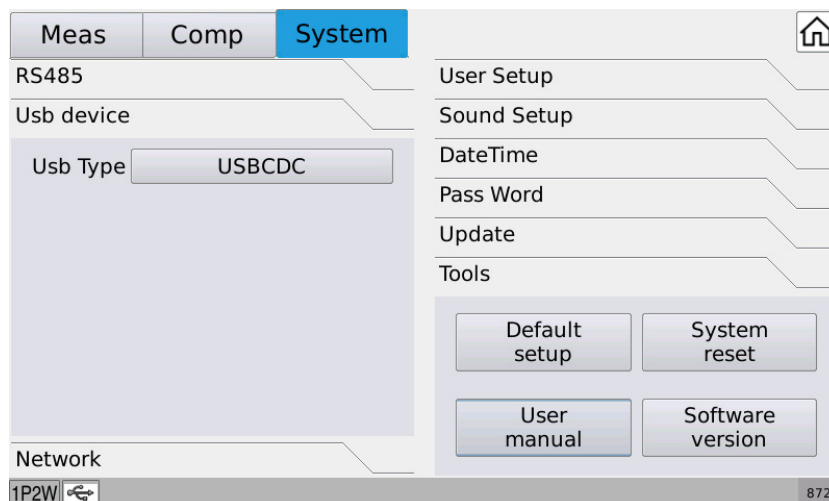 Meas Comp System
RS485
Usb device
Usb Type USBCDC
Network
User Setup
Sound Setup
DateTime
Pass Word
Update
Tools
Default setup
System reset
User manual
Software version
1P2W
872